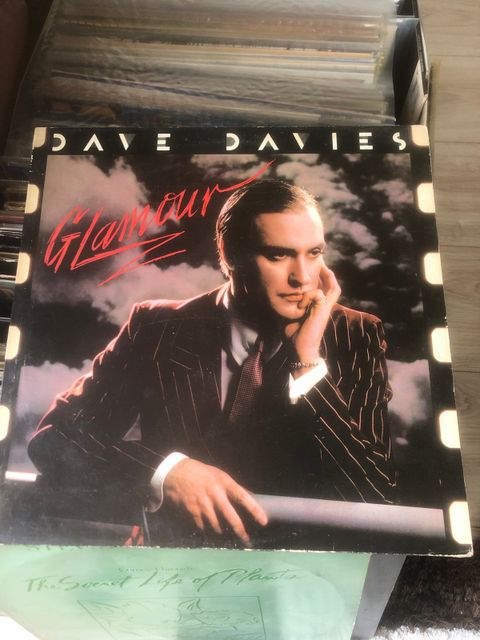 DAVE DAVIES
Glamour
The Secret Life of Plants